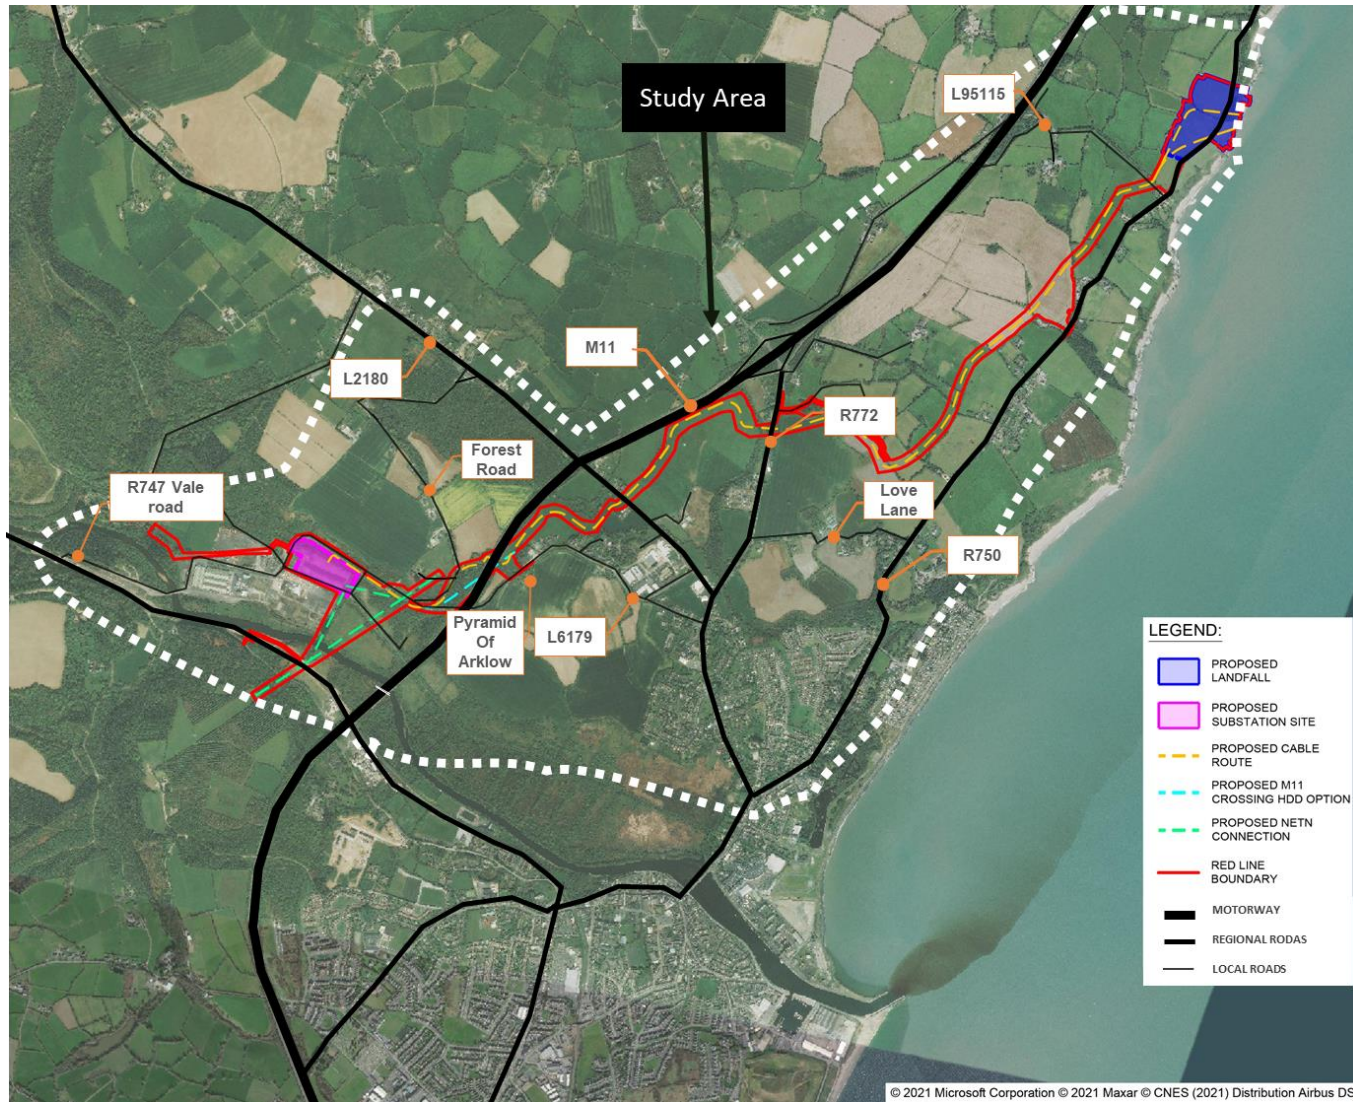 Study Area
L95115
M11
L2180
R772
Forest
Road
R747 Vale
road
Love
Lane
R750
Pyramid
Of
Arklow
L6179
LEGEND:
PROPOSED
LANDFALL
PROPOSED
SUBSTATION SITE
PROPOSED CABLE
ROUTE
PROPOSED M11
CROSSING HDD OPTION
PROPOSED NETN
CONNECTION
RED LINE
BOUNDARY
MOTORWAY
REGIONAL RODAS
LOCAL ROADS
© 2021 Microsoft Corporation © 2021 Maxar © CNES (2021) Distribution Airbus DS